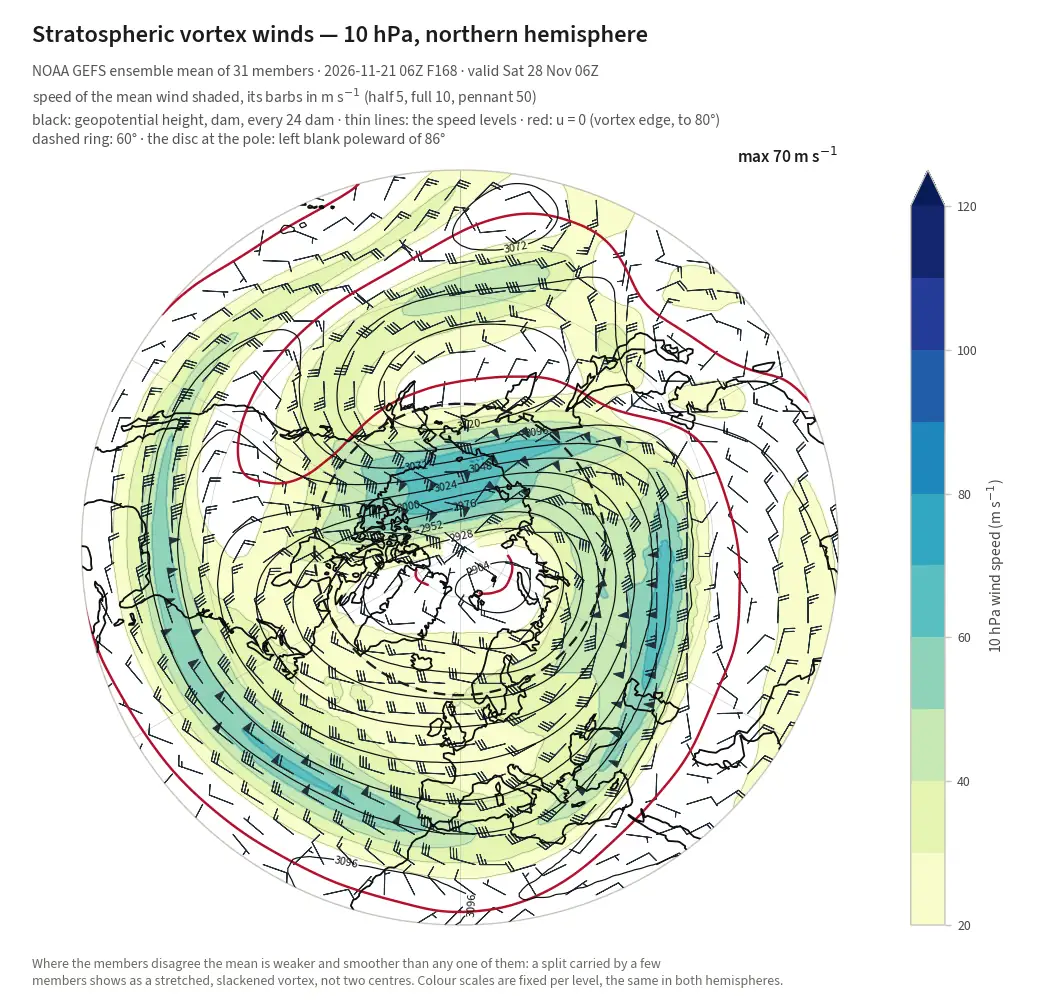 Stratospheric vortex winds — 10 hPa, northern hemisphere
NOAA GEFS ensemble mean of 31 members · 2026-11-21 06Z F168 · valid Sat 28 Nov 06Z
speed of the mean wind shaded, its barbs in m s−1 (half 5, full 10, pennant 50)
black: geopotential height, dam, every 24 dam · thin lines: the speed levels · red: u = 0 (vortex edge, to 80°)
dashed ring: 60° · the disc at the pole: left blank poleward of 86°
max 70 m s−1
120
100
80
60
40
20
10 hPa wind speed (m s−1)
3072
3120
3096
3048
3024
3000
2976
2952
2928
2904
3096
3096
Where the members disagree the mean is weaker and smoother than any one of them: a split carried by a few
members shows as a stretched, slackened vortex, not two centres. Colour scales are fixed per level, the same in both hemispheres.